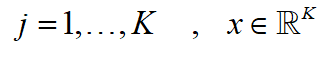 j = 1,…,K , x ∈ ℝ^K